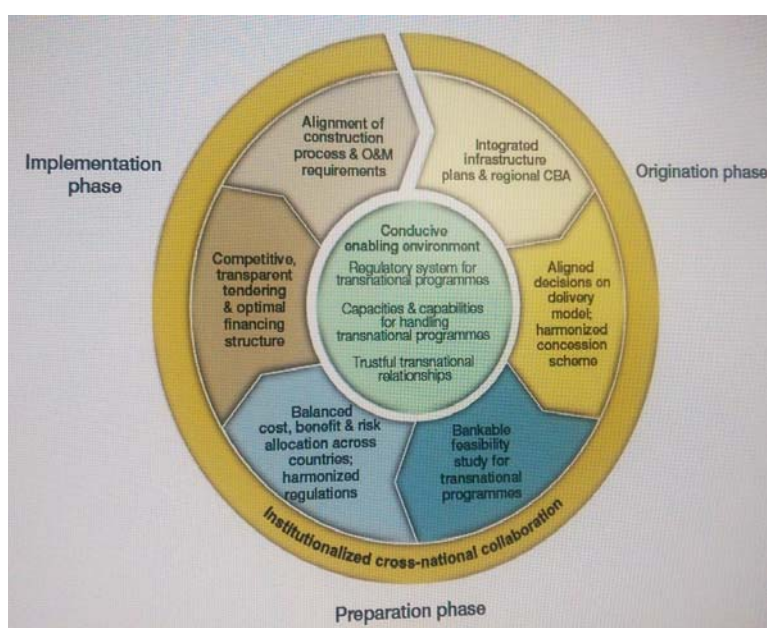 Implementation
phase
Origination phase
Preparation phase
Integrated
infrastructure
plans & regional CBA
Aligned
decisions on
delivery
model;
harmonized
concession
scheme
Bankable
feasibility
study for
transnational
programmes
Balanced
cost, benefit & risk
allocation across
countries;
harmonized
regulations
Competitive,
transparent
tendering
& optimal
financing
structure
Alignment of
construction
process & O&M
requirements
Conducive
enabling environment
Regulatory system for
transnational programmes
Capacities & capabilities
for handling
transnational programmes
Trustful transnational
relationships
Institutionalized cross-national collaboration